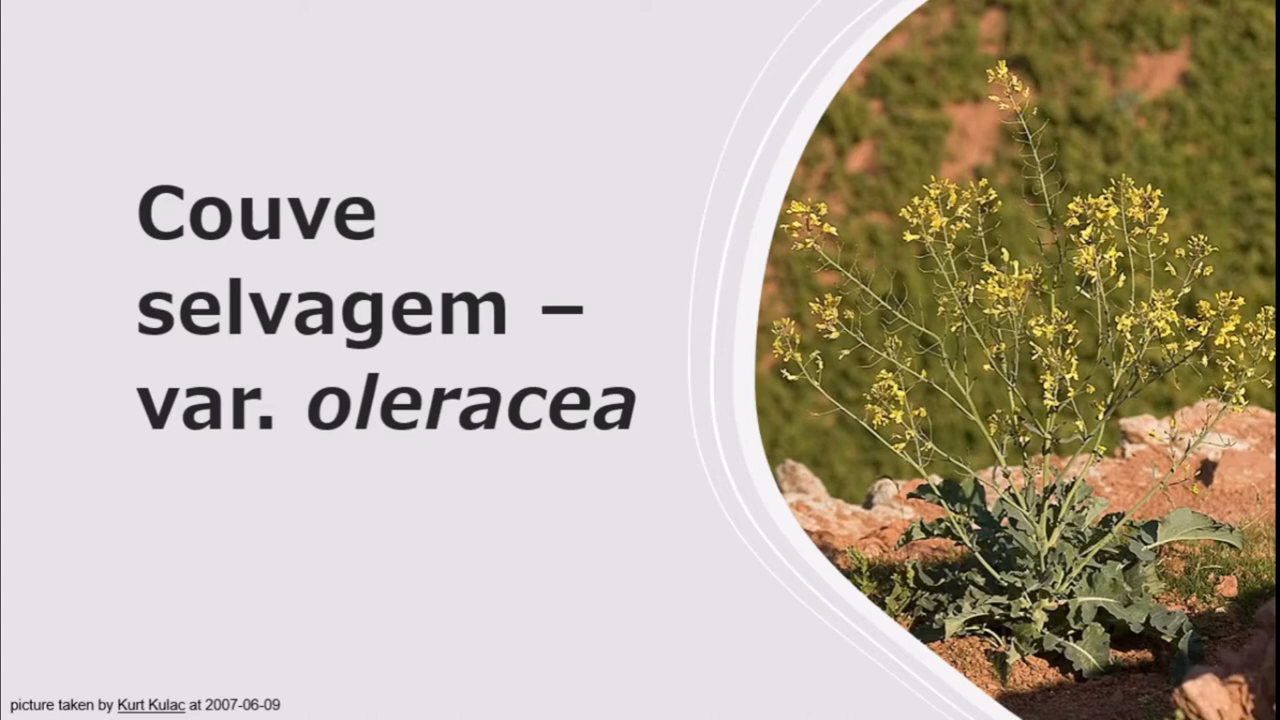 Couve
selvagem –
var. oleracea
picture taken by Kurt Kulac at 2007-06-09